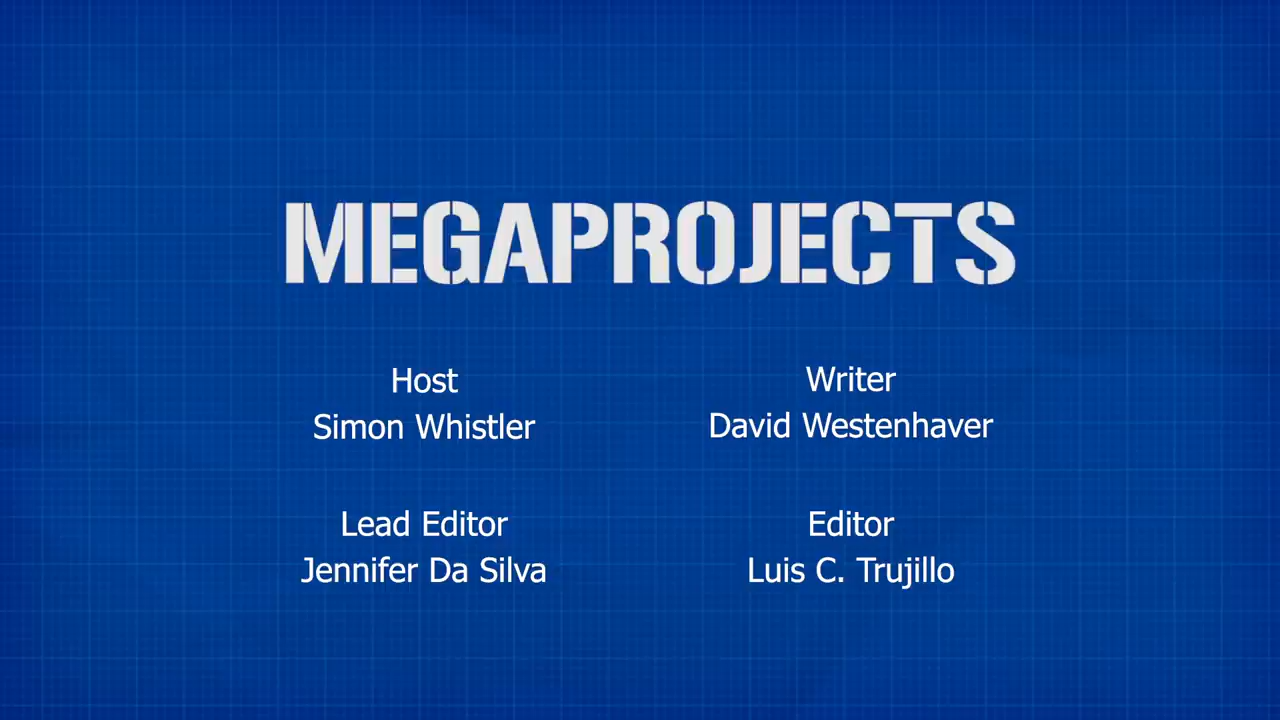 MEGAPROJECTS
Host
Simon Whistler
Writer
David Westenhaver
Lead Editor
Jennifer Da Silva
Editor
Luis C. Trujillo